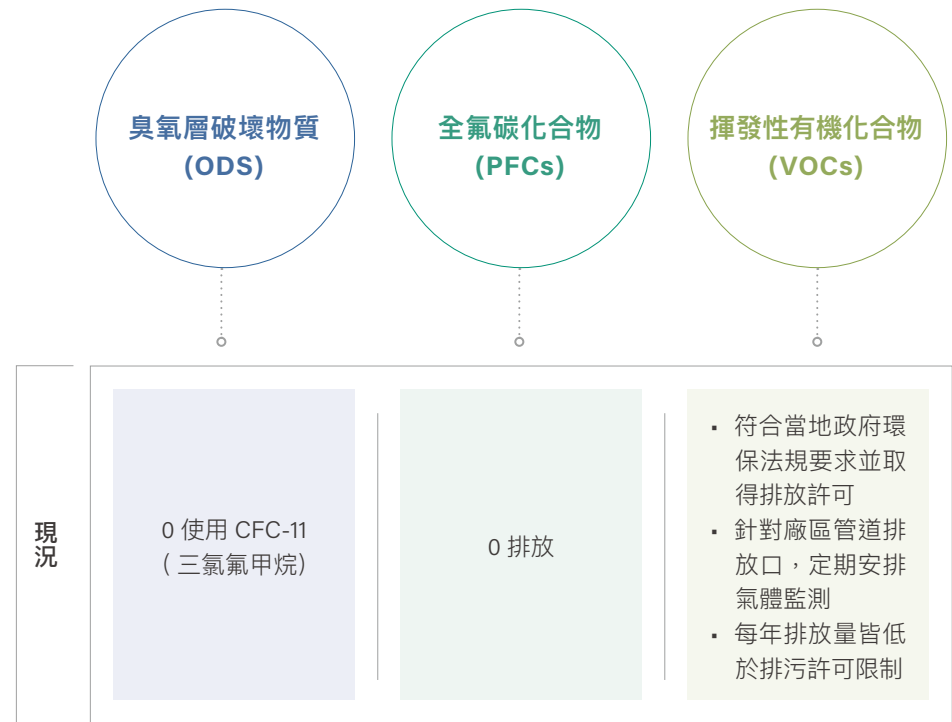 臭氧層破壞物質
(ODS)
全氟碳化合物
(PFCs)
揮發性有機化合物
(VOCs)
現況
0 使用 CFC-11
( 三氯氟甲烷)
0 排放
▪ 符合當地政府環
保法規要求並取
得排放許可
▪ 針對廠區管道排
放口，定期安排
氣體監測
▪ 每年排放量皆低
於排污許可限制